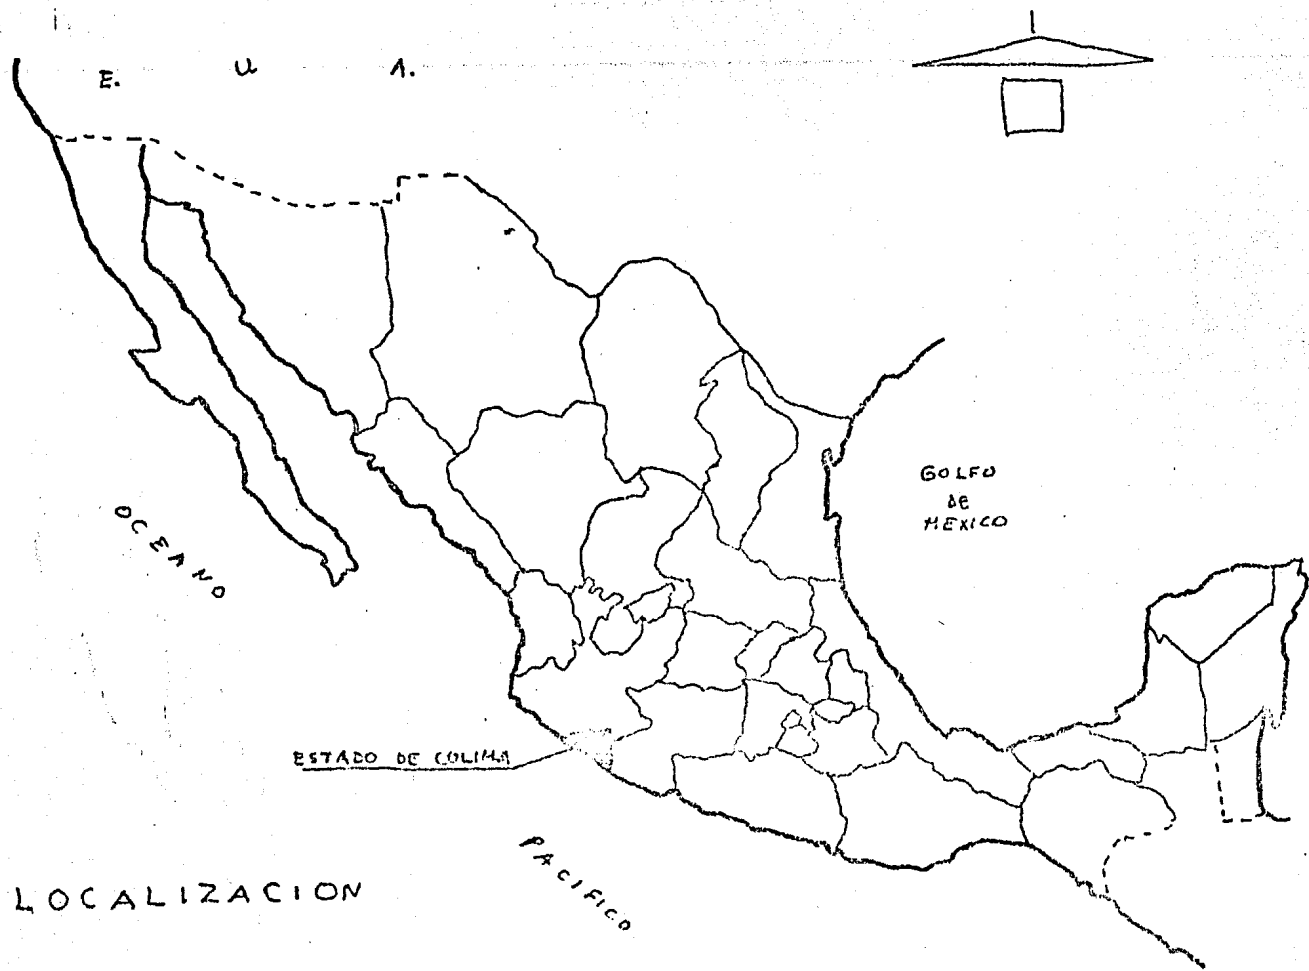 E. U A.
GOLFO
de
MEXICO
OCEANO
ESTADO DE COLIMA
PACIFICO
LOCALIZACION